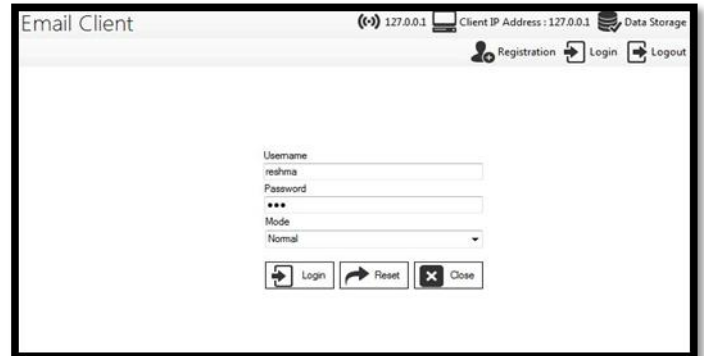 Email Client
127.0.0.1 Client IP Address : 127.0.0.1 Data Storage
Registration Login Logout
Username
reshma
Password
•••
Mode
Normal
Login Reset Close